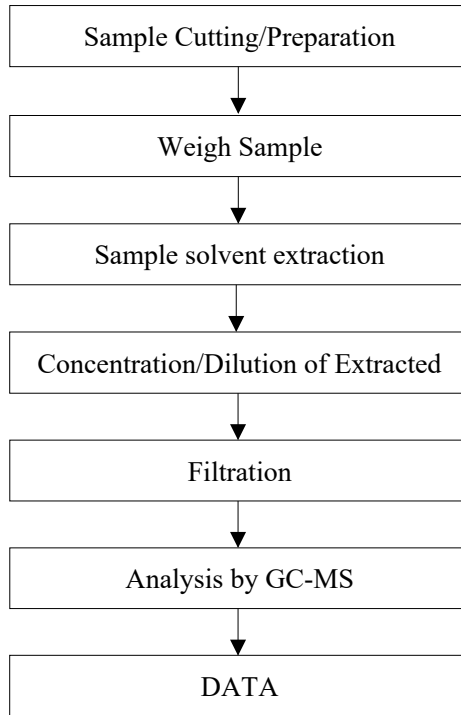 Sample Cutting/Preparation
Weigh Sample
Sample solvent extraction
Concentration/Dilution of Extracted
Filtration
Analysis by GC-MS
DATA